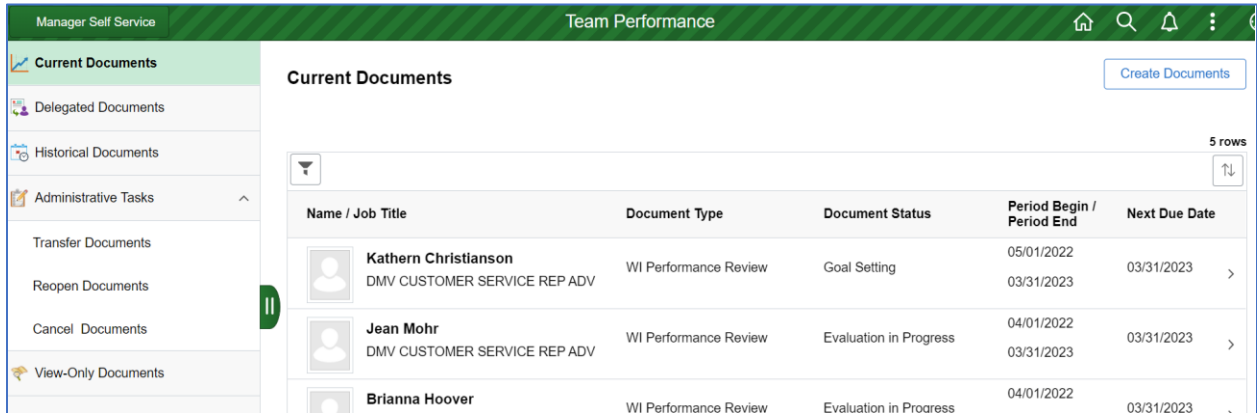 Manager Self Service
Team Performance
Current Documents
Delegated Documents
Historical Documents
Administrative Tasks
Transfer Documents
Reopen Documents
Cancel Documents
View-Only Documents
Current Documents
Create Documents
5 rows
Name / Job Title
Document Type
Document Status
Period Begin /
Period End
Next Due Date
Kathern Christianson
DMV CUSTOMER SERVICE REP ADV
WI Performance Review
Goal Setting
05/01/2022
03/31/2023
03/31/2023
Jean Mohr
DMV CUSTOMER SERVICE REP ADV
WI Performance Review
Evaluation in Progress
04/01/2022
03/31/2023
03/31/2023
Brianna Hoover
WI Performance Review
Evaluation in Progress
04/01/2022
03/31/2023